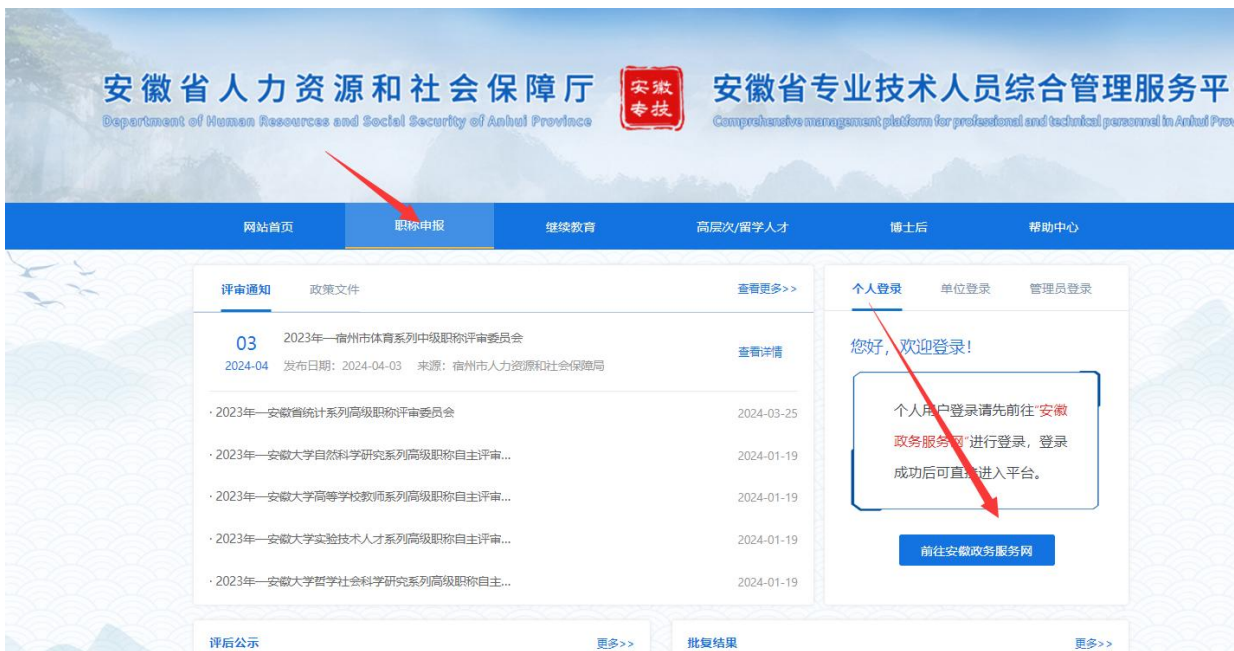 安徽省人力资源和社会保障厅
Department of Human Resources and Social Security of Anhui Province
安徽
专技
安徽省专业技术人员综合管理服务平
Comprehensive management platform for professional and technical personnel in Anhui Prov
网站首页 职称申报 继续教育 高层次/留学人才 博士后 帮助中心
评审通知 政策文件 查看更多>>
03
2024-04
2023年—宿州市体育系列中级职称评审委员会
发布日期：2024-04-03 来源：宿州市人力资源和社会保障局
查看详情
· 2023年—安徽省统计系列高级职称评审委员会 2024-03-25
· 2023年—安徽大学自然科学研究系列高级职称自主评审... 2024-01-19
· 2023年—安徽大学高等学校教师系列高级职称自主评审... 2024-01-19
· 2023年—安徽大学实验技术人才系列高级职称自主评审... 2024-01-19
· 2023年—安徽大学哲学社会科学研究系列高级职称自主... 2024-01-19
个人登录 单位登录 管理员登录
您好，欢迎登录！
个人用户登录请先前往“安徽
政务服务网”进行登录，登录
成功后可直接进入平台。
前往安徽政务服务网
评后公示 更多>>
批复结果 更多>>